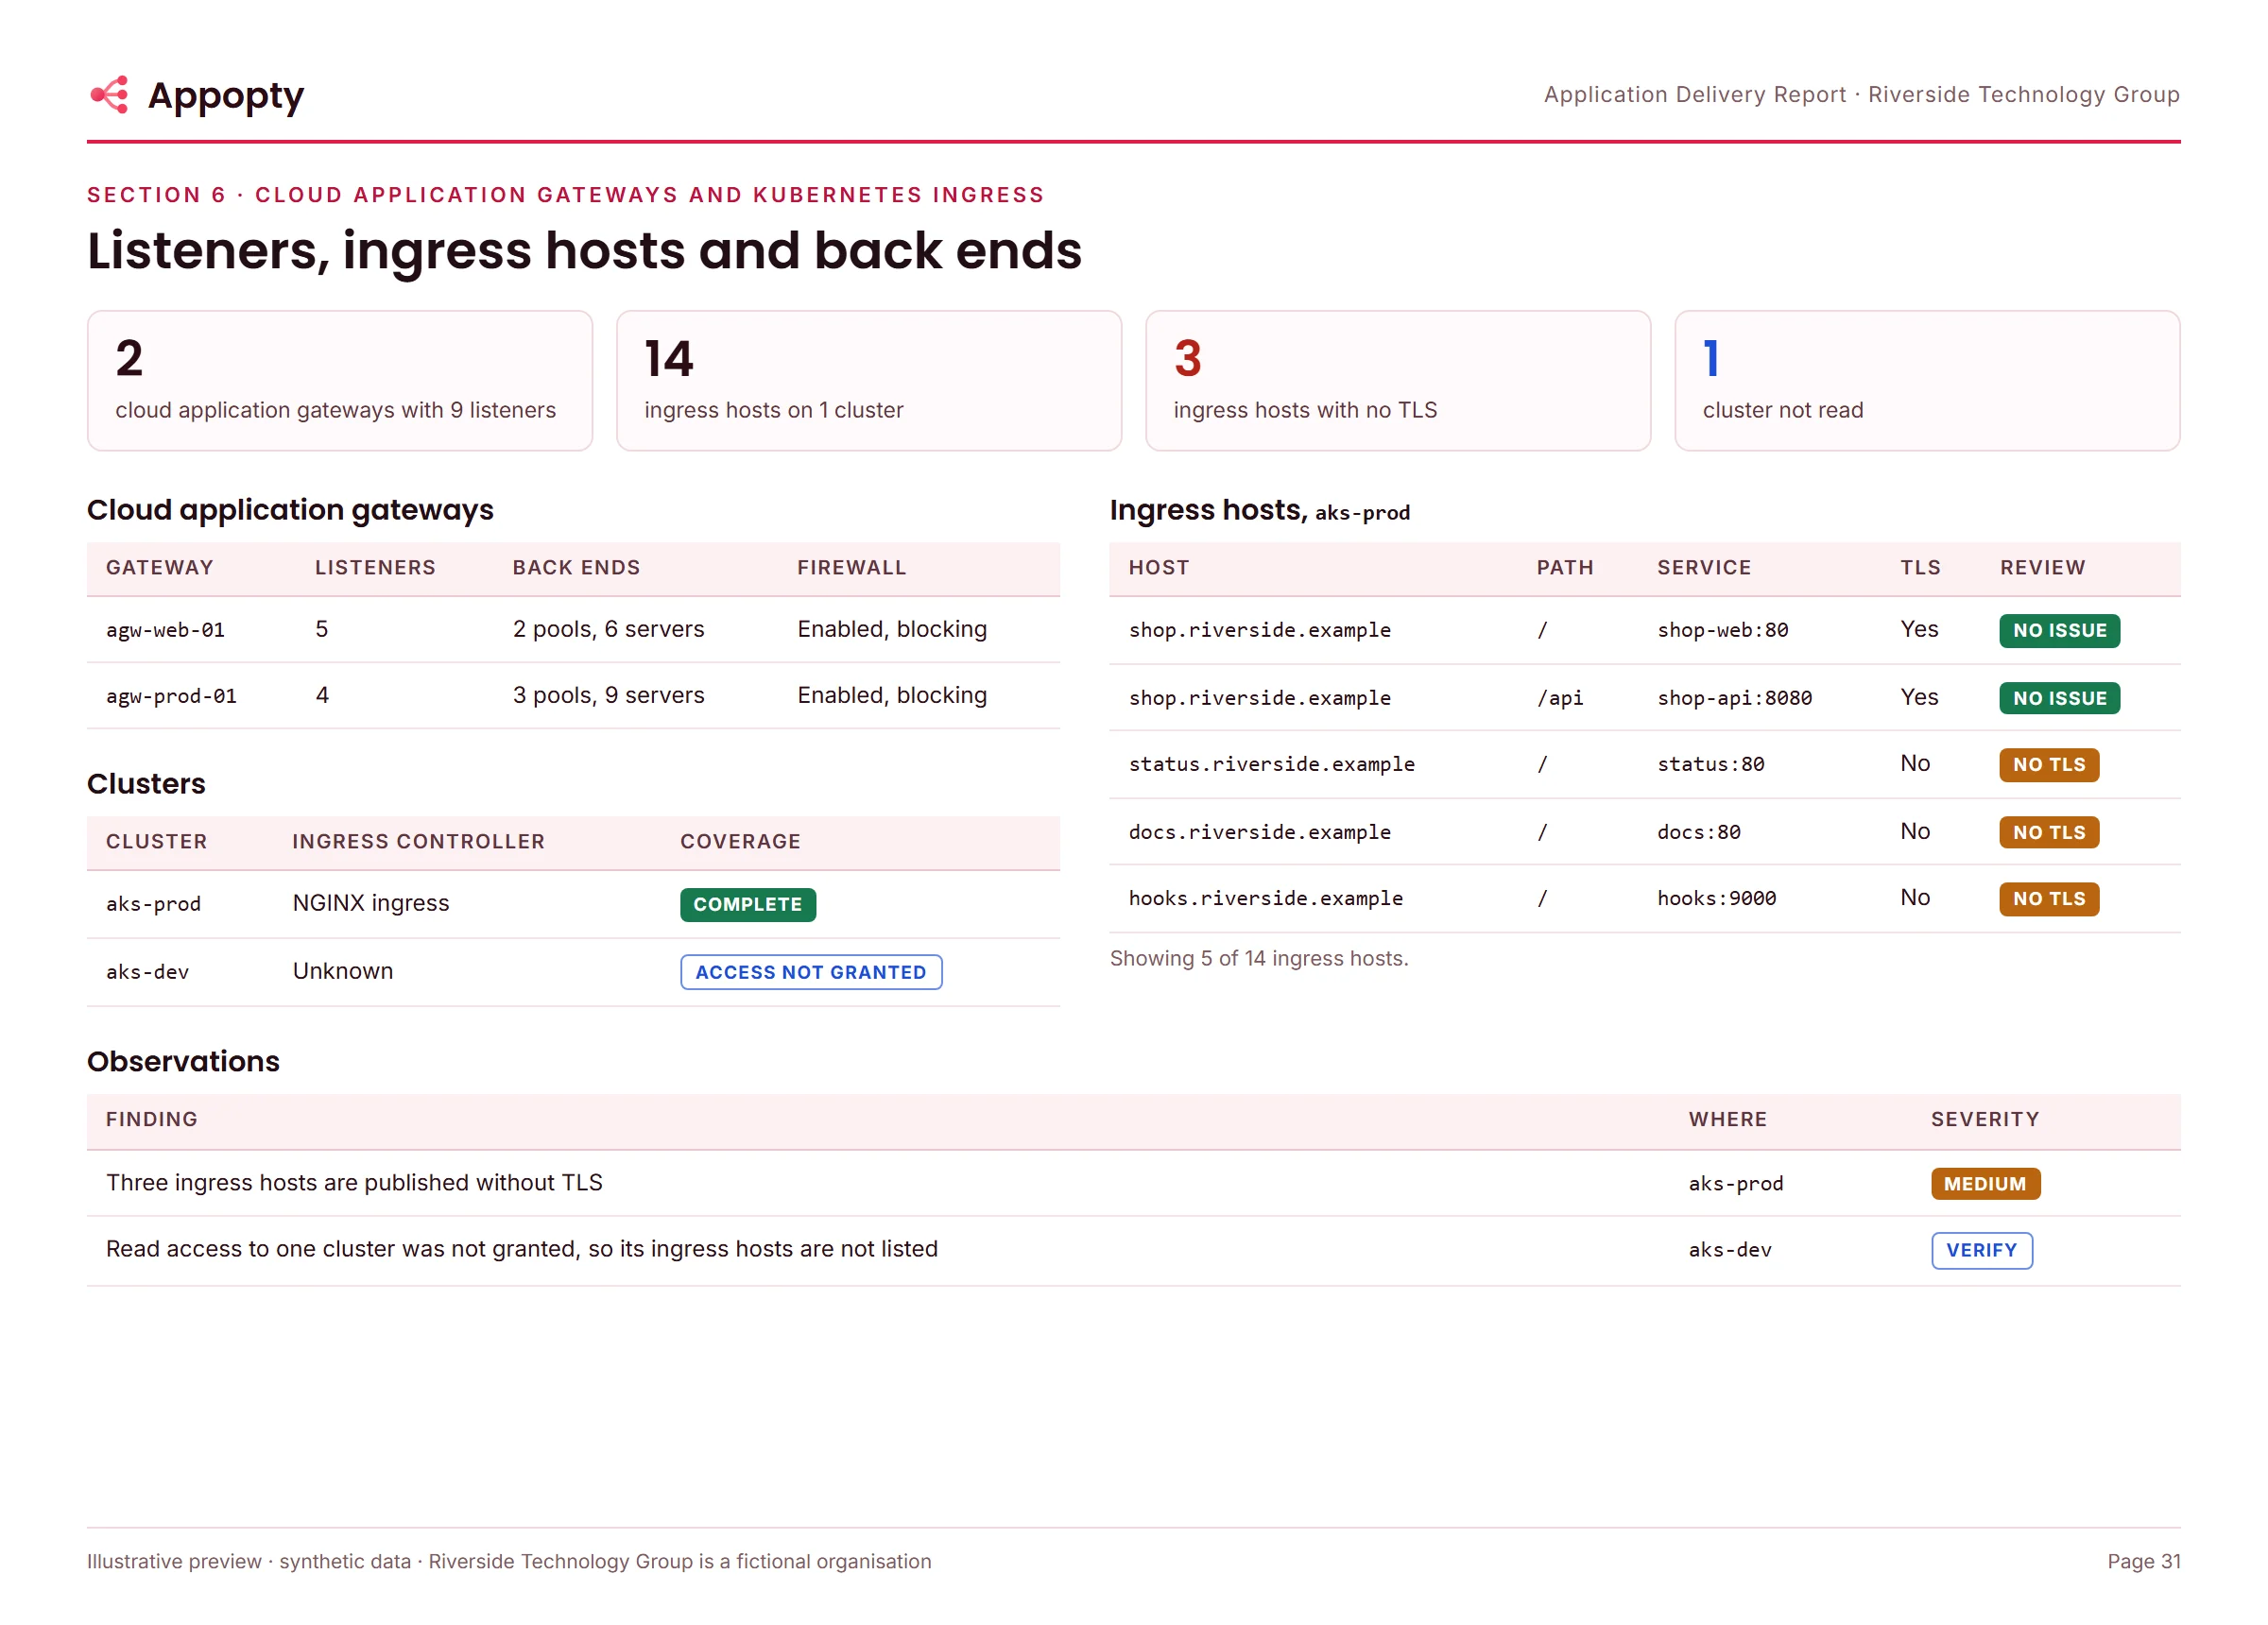 Appopty
Application Delivery Report · Riverside Technology Group
SECTION 6 · CLOUD APPLICATION GATEWAYS AND KUBERNETES INGRESS
Listeners, ingress hosts and back ends
2
cloud application gateways with 9 listeners
14
ingress hosts on 1 cluster
3
ingress hosts with no TLS
1
cluster not read
Cloud application gateways
GATEWAY LISTENERS BACK ENDS FIREWALL
agw-web-01 5 2 pools, 6 servers Enabled, blocking
agw-prod-01 4 3 pools, 9 servers Enabled, blocking
Clusters
CLUSTER INGRESS CONTROLLER COVERAGE
aks-prod NGINX ingress COMPLETE
aks-dev Unknown ACCESS NOT GRANTED
Ingress hosts, aks-prod
HOST PATH SERVICE TLS REVIEW
shop.riverside.example / shop-web:80 Yes NO ISSUE
shop.riverside.example /api shop-api:8080 Yes NO ISSUE
status.riverside.example / status:80 No NO TLS
docs.riverside.example / docs:80 No NO TLS
hooks.riverside.example / hooks:9000 No NO TLS
Showing 5 of 14 ingress hosts.
Observations
FINDING WHERE SEVERITY
Three ingress hosts are published without TLS aks-prod MEDIUM
Read access to one cluster was not granted, so its ingress hosts are not listed aks-dev VERIFY
Illustrative preview · synthetic data · Riverside Technology Group is a fictional organisation
Page 31